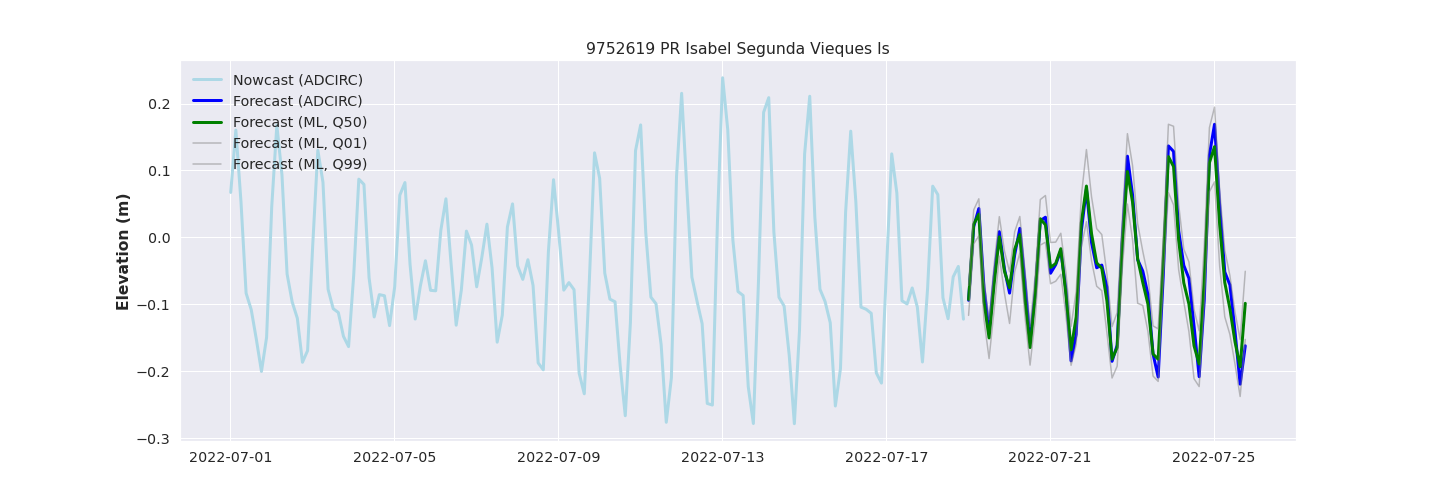 9752619 PR Isabel Segunda Vieques Is
Nowcast (ADCIRC)
Forecast (ADCIRC)
Forecast (ML, Q50)
Forecast (ML, Q01)
Forecast (ML, Q99)
Elevation (m)
0.2
0.1
0.0
−0.1
−0.2
−0.3
2022-07-01 2022-07-05 2022-07-09 2022-07-13 2022-07-17 2022-07-21 2022-07-25